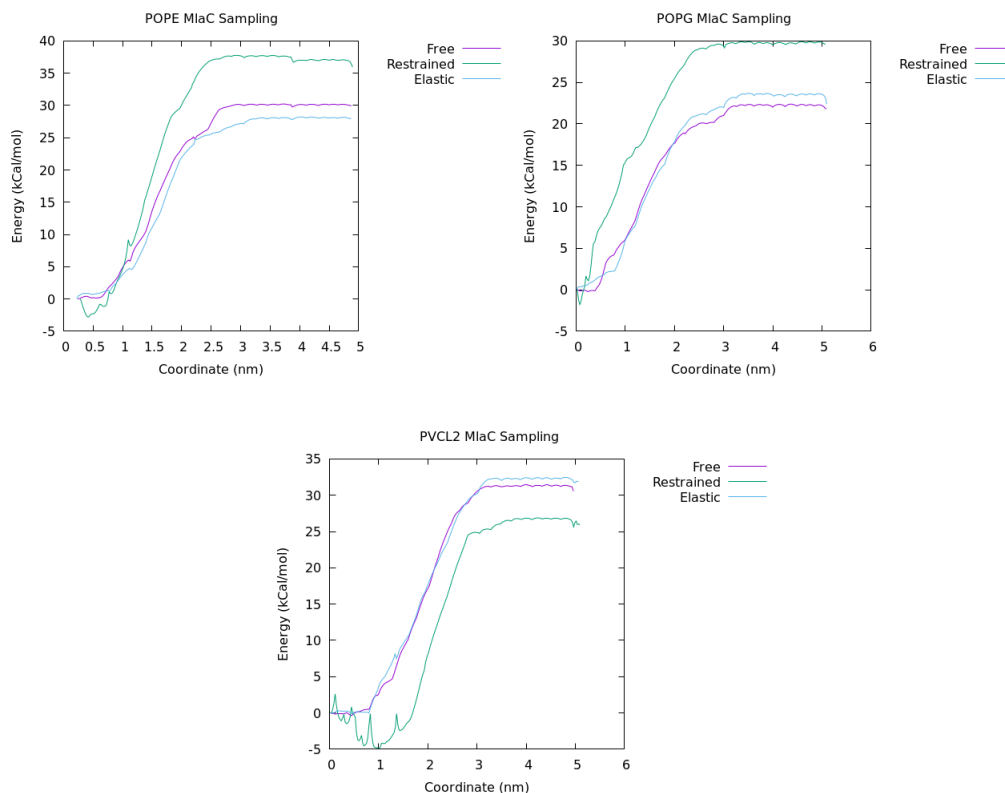 POPE MlaC Sampling
Free
Restrained
Elastic
40
35
30
25
20
15
10
5
0
-5
Energy (kCal/mol)
0 0.5 1 1.5 2 2.5 3 3.5 4 4.5 5
Coordinate (nm)
POPG MlaC Sampling
Free
Restrained
Elastic
30
25
20
15
10
5
0
-5
Energy (kCal/mol)
0 1 2 3 4 5 6
Coordinate (nm)
PVCL2 MlaC Sampling
Free
Restrained
Elastic
35
30
25
20
15
10
5
0
-5
Energy (kCal/mol)
0 1 2 3 4 5 6
Coordinate (nm)